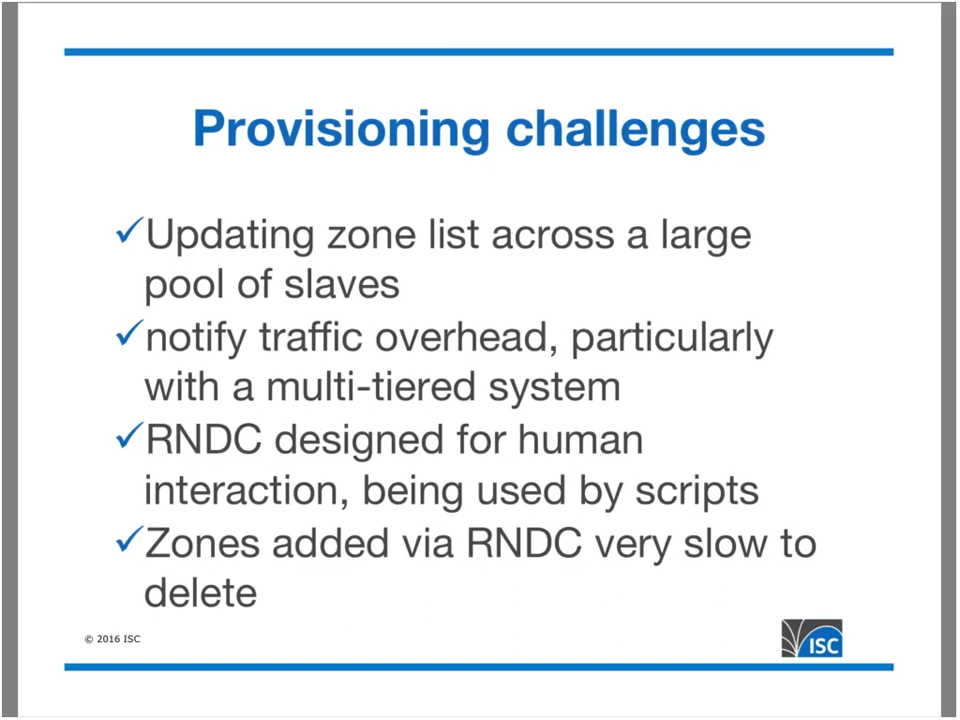 Provisioning challenges
✓Updating zone list across a large
pool of slaves
✓notify traffic overhead, particularly
with a multi-tiered system
✓RNDC designed for human
interaction, being used by scripts
✓Zones added via RNDC very slow to
delete
© 2016 ISC
ISC